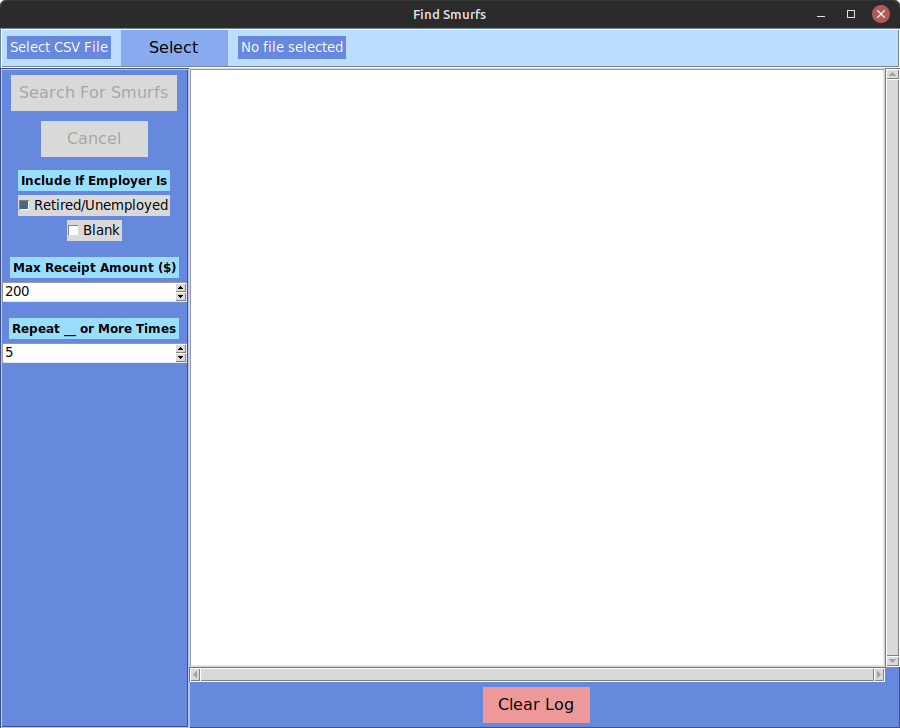 Find Smurfs
Select CSV File
Select
No file selected
Search For Smurfs
Cancel
Include If Employer Is
Retired/Unemployed
Blank
Max Receipt Amount ($)
200
Repeat __ or More Times
5
Clear Log